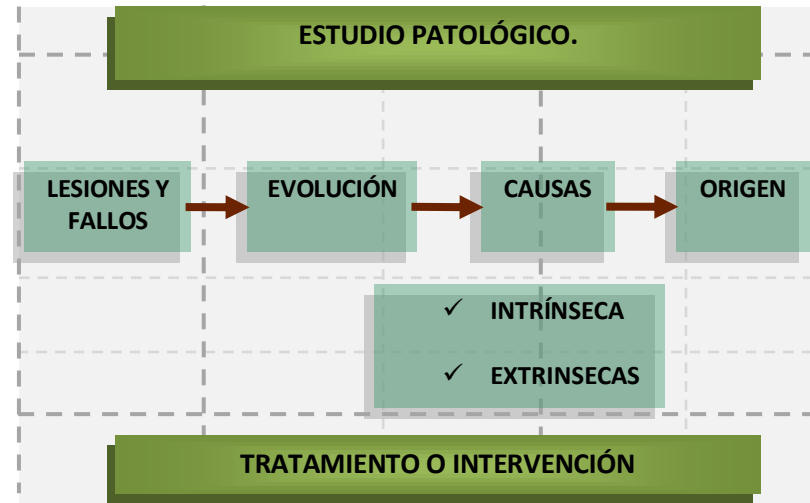 ESTUDIO PATOLÓGICO.
LESIONES Y
FALLOS
EVOLUCIÓN
CAUSAS
ORIGEN
✓ INTRÍNSECA
✓ EXTRINSECAS
TRATAMIENTO O INTERVENCIÓN